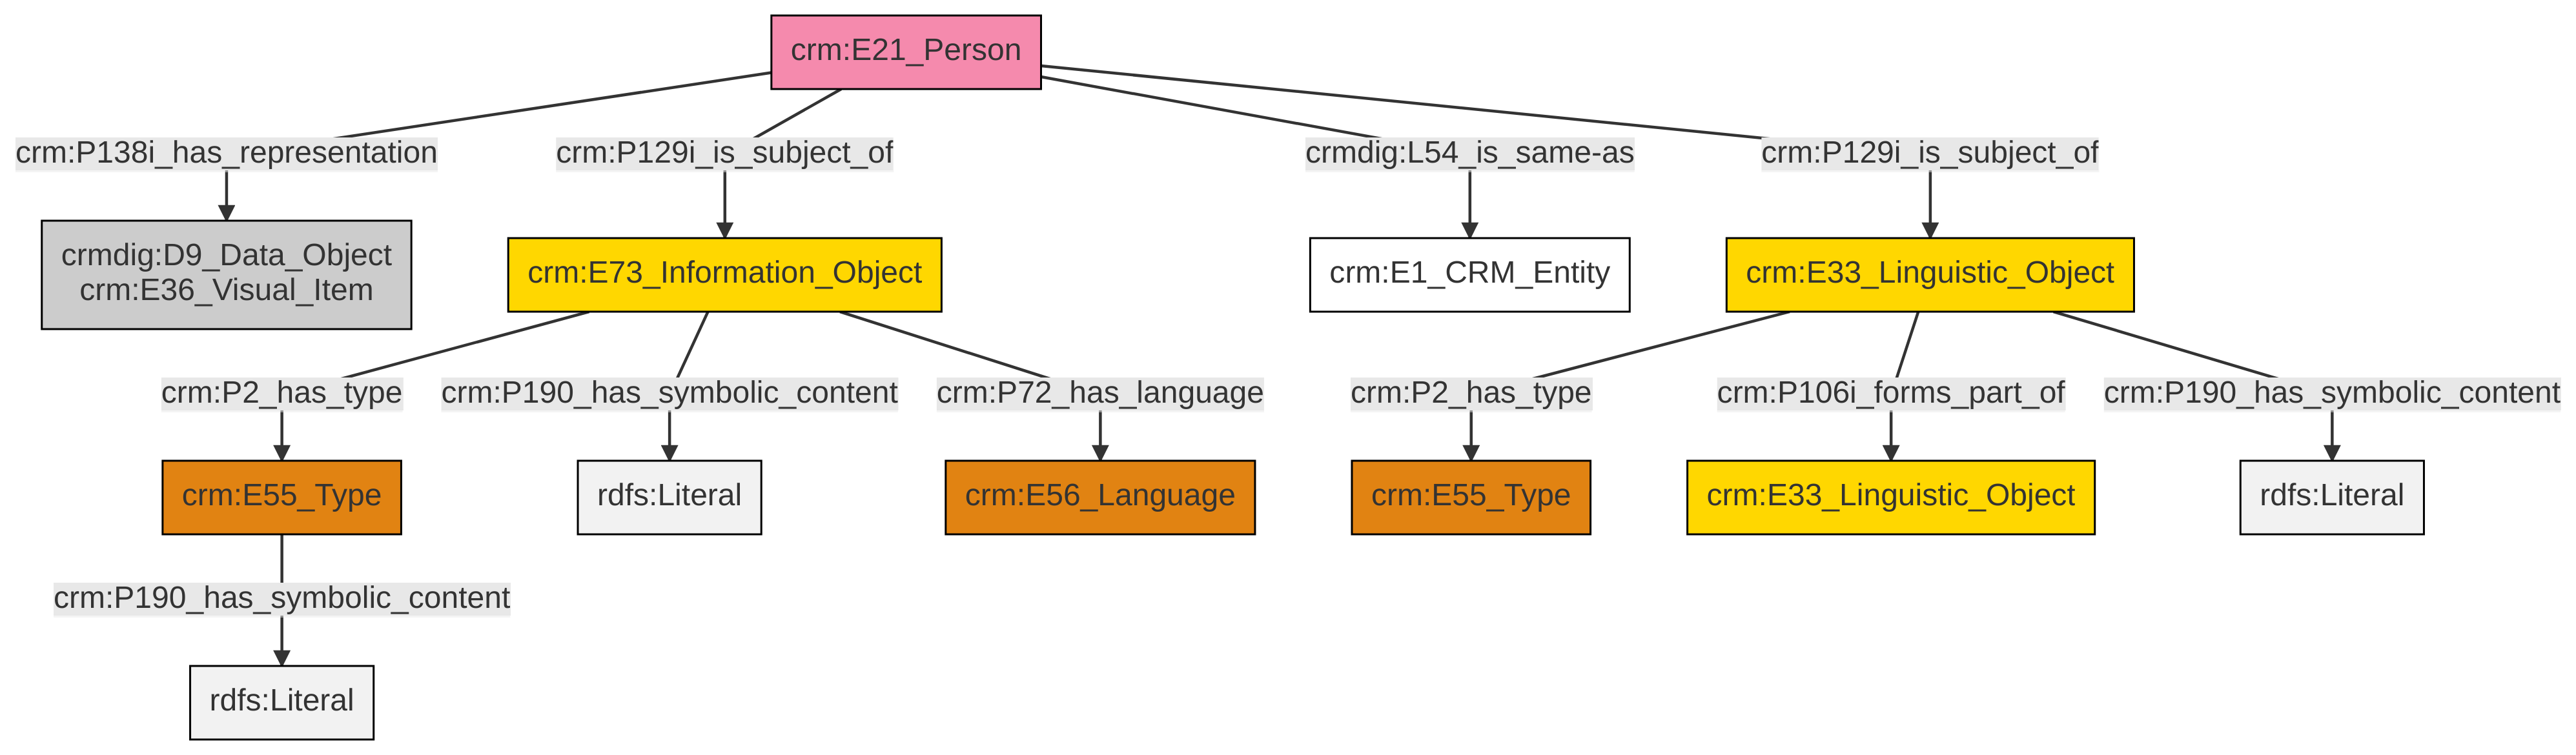 crm:E21_Person
crm:P138i_has_representation
crm:P129i_is_subject_of
crmdig:L54_is_same-as
crm:P129i_is_subject_of
crmdig:D9_Data_Object
crm:E36_Visual_Item
crm:E73_Information_Object
crm:E1_CRM_Entity
crm:E33_Linguistic_Object
crm:P2_has_type
crm:P190_has_symbolic_content
crm:P72_has_language
crm:P2_has_type
crm:P106i_forms_part_of
crm:P190_has_symbolic_content
crm:E55_Type
rdfs:Literal
crm:E56_Language
crm:E55_Type
crm:E33_Linguistic_Object
rdfs:Literal
crm:P190_has_symbolic_content
rdfs:Literal